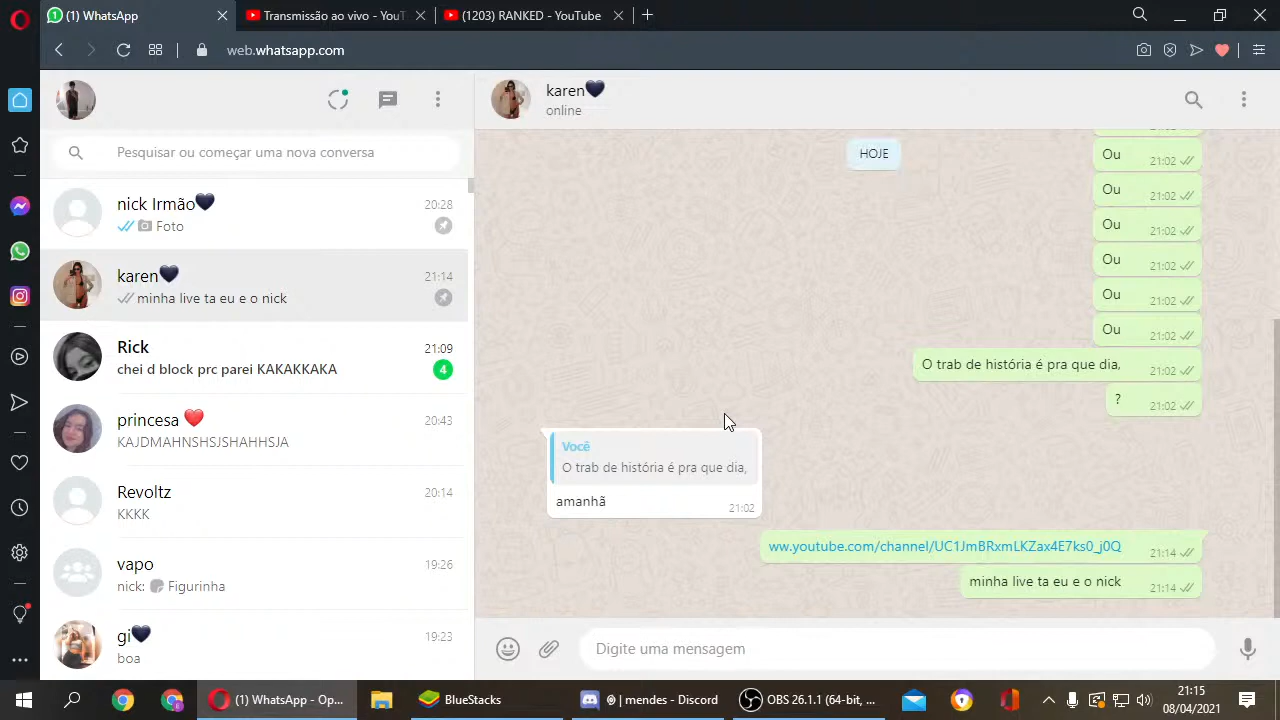 (1) WhatsApp
Transmissão ao vivo - YouT
(1203) RANKED - YouTube
web.whatsapp.com
Pesquisar ou começar uma nova conversa
nick Irmão🖤
20:28
Foto
karen🖤
21:14
minha live ta eu e o nick
Rick
21:09
chei d block prc parei KAKAKKAKA
4
princesa ❤️
20:43
KAJDMAHNSHSJSHAHHSJA
Revoltz
20:14
KKKK
vapo
19:26
nick: Figurinha
gi🖤
19:23
boa
karen🖤
online
HOJE
Ou
21:02
Ou
21:02
Ou
21:02
Ou
21:02
Ou
21:02
Ou
21:02
O trab de história é pra que dia,
21:02
?
21:02
Você
O trab de história é pra que dia,
amanhã
21:02
ww.youtube.com/channel/UC1JmBRxmLKZax4E7ks0_j0Q
21:14
minha live ta eu e o nick
21:14
Digite uma mensagem
(1) WhatsApp - Op...
BlueStacks
@ | mendes - Discord
OBS 26.1.1 (64-bit, ...
21:15
08/04/2021